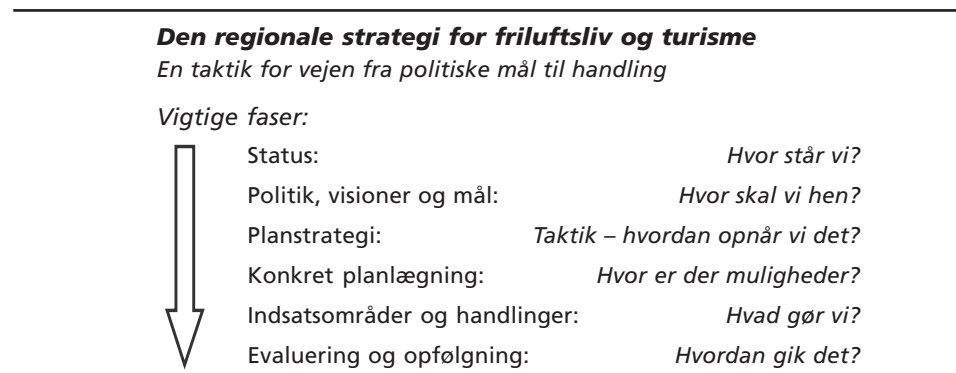 Den regionale strategi for friluftsliv og turisme
En taktik for vejen fra politiske mål til handling
Vigtige faser:
Status: Hvor står vi?
Politik, visioner og mål: Hvor skal vi hen?
Planstrategi: Taktik – hvordan opnår vi det?
Konkret planlægning: Hvor er der muligheder?
Indsatsområder og handlinger: Hvad gør vi?
Evaluering og opfølgning: Hvordan gik det?